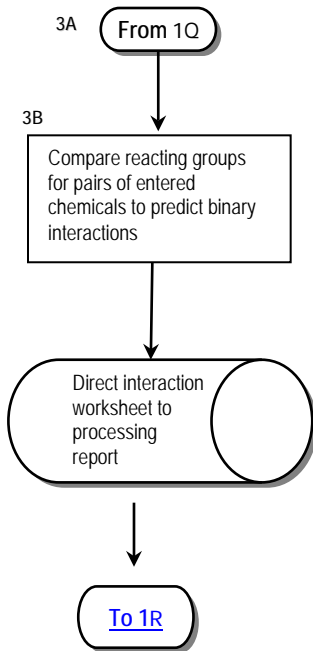 3A
From 1Q
3B
Compare reacting groups
for pairs of entered
chemicals to predict binary
interactions
Direct interaction
worksheet to
processing
report
To 1R